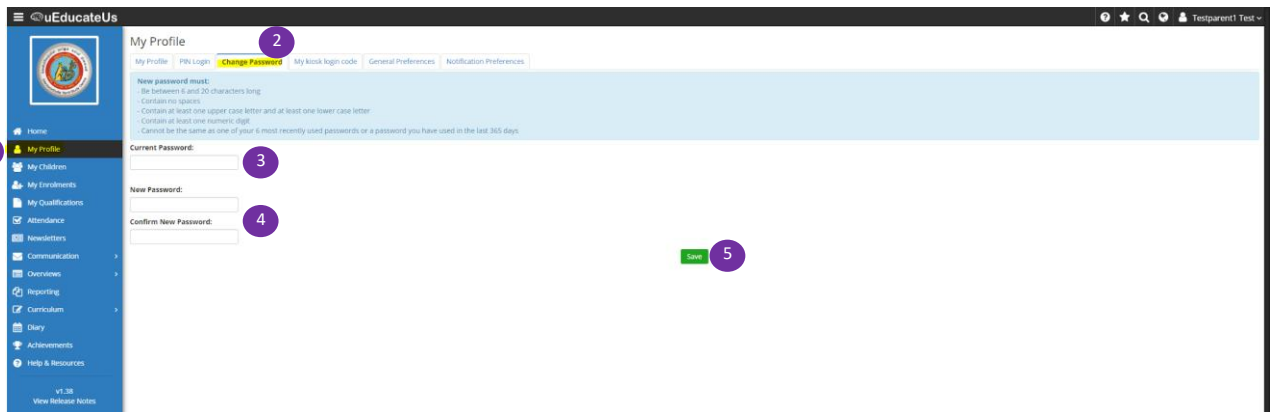 uEducateUs
Testparent1 Test
My Profile
2
My Profile PIN Login Change Password My kiosk login code General Preferences Notification Preferences
New password must:
- Be between 6 and 20 characters long
- Contain no spaces
- Contain at least one upper case letter and at least one lower case letter
- Contain at least one numeric digit
- Cannot be the same as one of your 6 most recently used passwords or a password you have used in the last 365 days
Current Password:
3
New Password:
Confirm New Password:
4
Save
5
Home
My Profile
My Children
My Enrolments
My Qualifications
Attendance
Newsletters
Communication
Overviews
Reporting
Curriculum
Diary
Achievements
Help & Resources
v1.38
View Release Notes